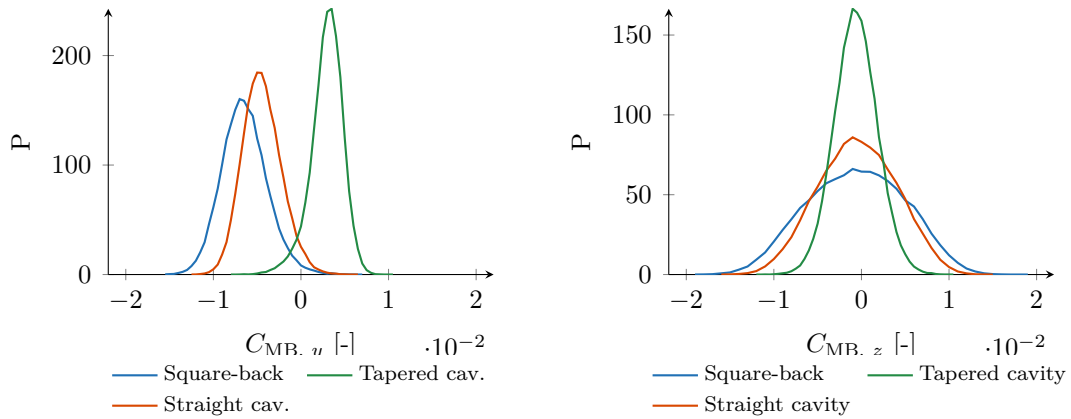 P
200
100
0
−2
−1
0
1
2
C_MB, y [-]
·10^−2
Square-back
Tapered cav.
Straight cav.
P
150
100
50
0
−2
−1
0
1
2
C_MB, z [-]
·10^−2
Square-back
Tapered cavity
Straight cavity